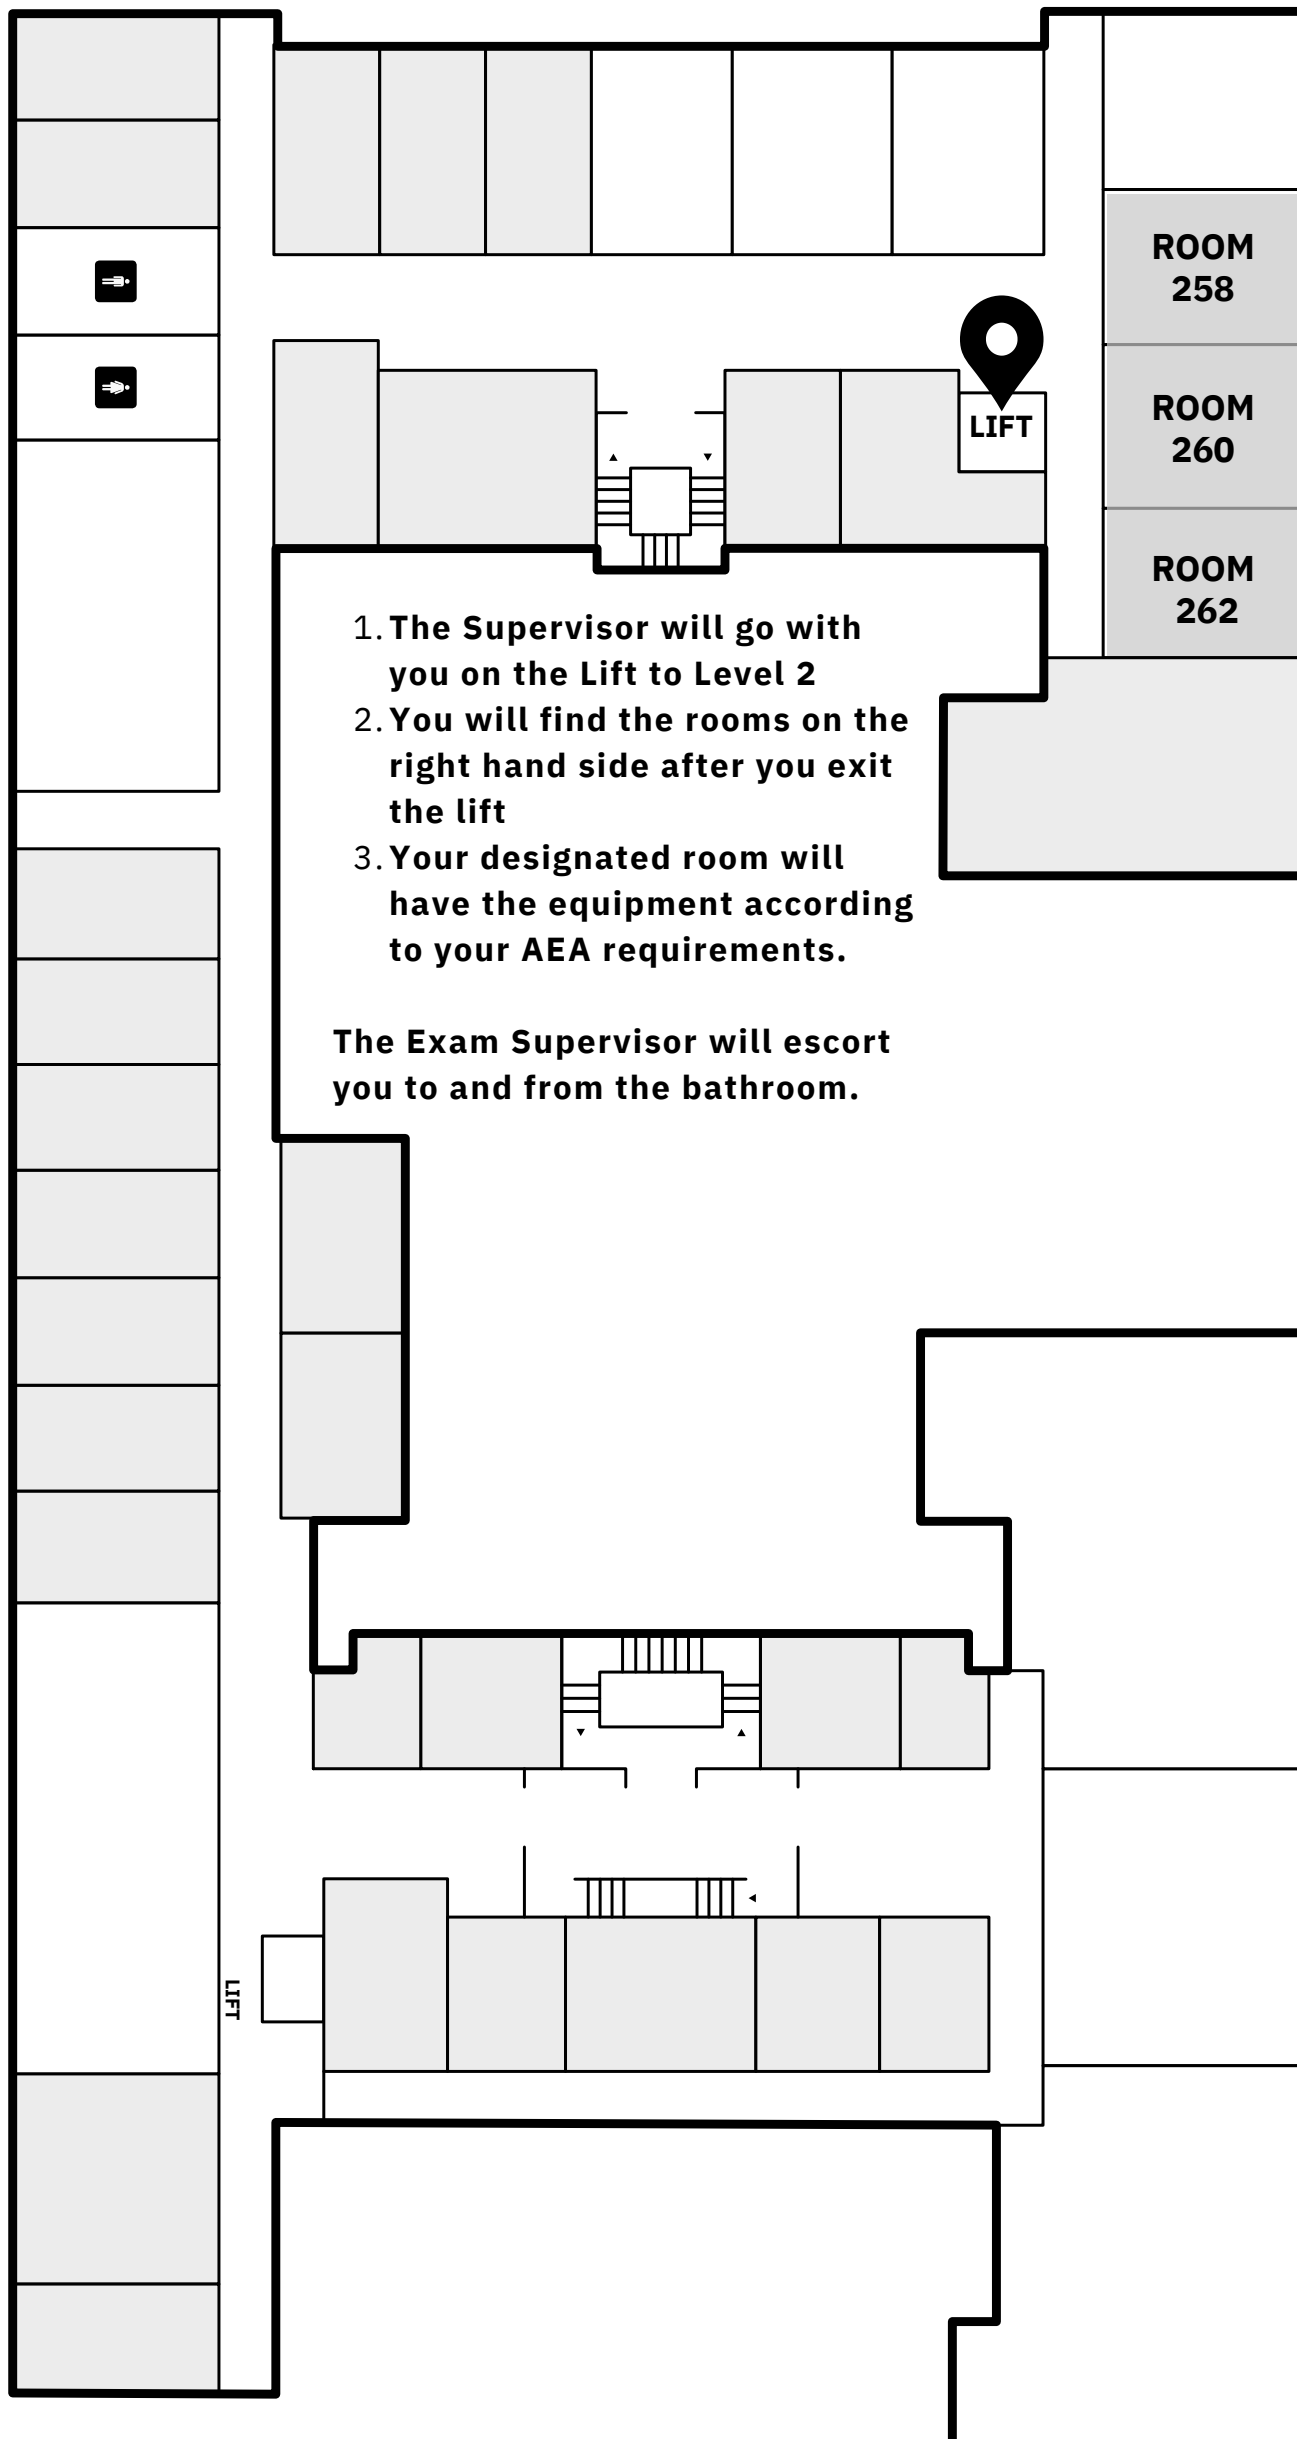 ROOM
258
ROOM
260
LIFT
ROOM
262
1. The Supervisor will go with
you on the Lift to Level 2
2. You will find the rooms on the
right hand side after you exit
the lift
3. Your designated room will
have the equipment according
to your AEA requirements.
The Exam Supervisor will escort
you to and from the bathroom.
LIFT